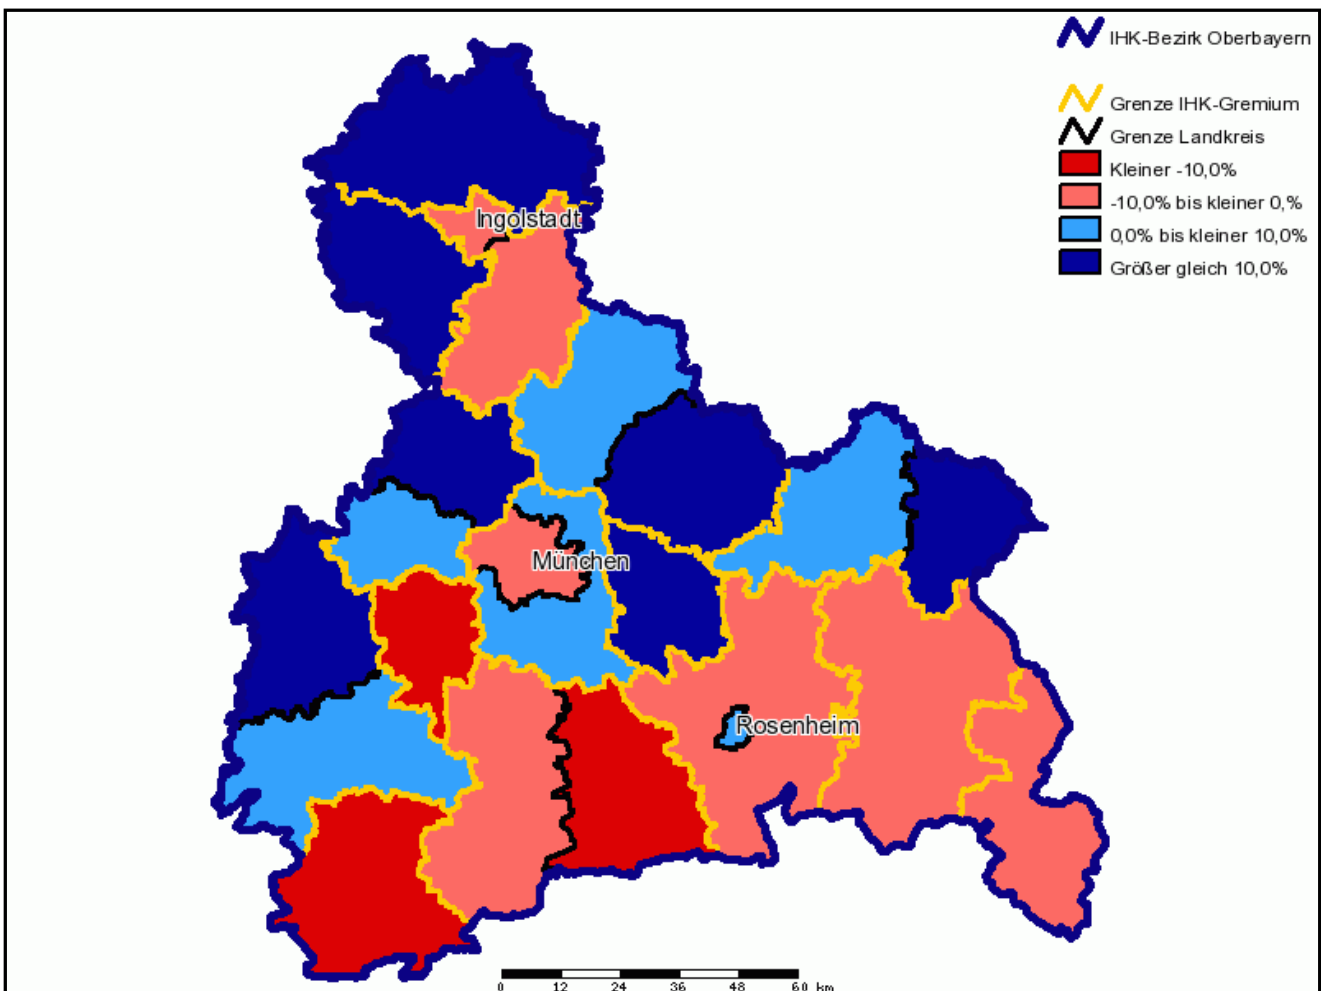 IHK-Bezirk Oberbayern
Grenze IHK-Gremium
Grenze Landkreis
Kleiner -10,0%
-10,0% bis kleiner 0,%
0,0% bis kleiner 10,0%
Größer gleich 10,0%
Ingolstadt
München
Rosenheim
0 12 24 36 48 60 km